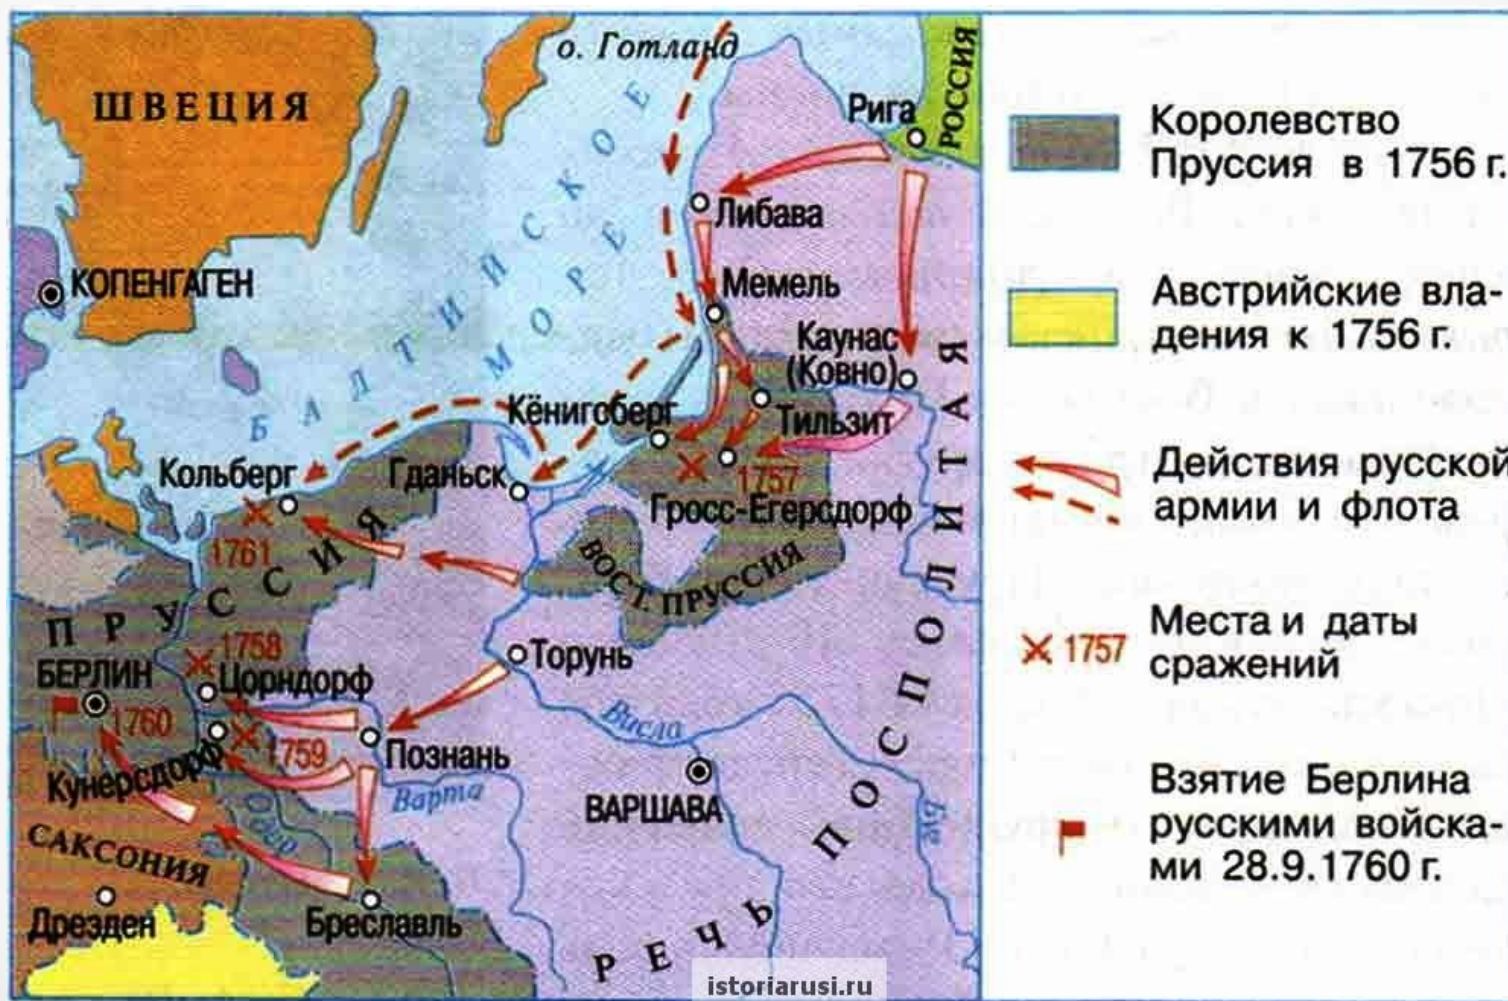 о. Готланд
РОССИЯ
ШВЕЦИЯ
Рига
БАЛТИЙСКОЕ
МОРЕ
Либава
КОПЕНГАГЕН
Мемель
Каунас
(Ковно)
Кёнигсберг
Тильзит
Кольберг
Гданьск
1757
Гросс-Егерсдорф
1761
ВОСТ. ПРУССИЯ
ПРУССИЯ
1758
Торунь
БЕРЛИН
Цорндорф
1760
1759
Познань
Висла
Кунерсдорф
Варта
ВАРШАВА
Одер
Буг
САКСОНИЯ
Дрезден
Бреславль
РЕЧЬ
ПОСПОЛИТАЯ
Королевство
Пруссия в 1756 г.
Австрийские вла-
дения к 1756 г.
Действия русской
армии и флота
1757
Места и даты
сражений
Взятие Берлина
русскими войска-
ми 28.9.1760 г.
istoriarusi.ru